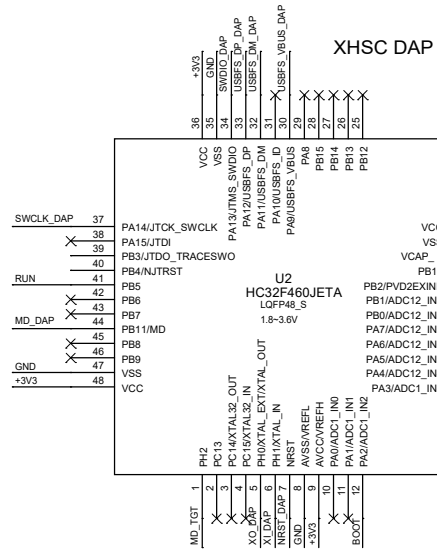 XHSC DAP
+3V3
GND
SWDIO_DAP
USBFS_DP_DAP
USBFS_DM_DAP
USBFS_VBUS_DAP
36
35
34
33
32
31
30
29
28
27
26
25
VCC
VSS
PA13/JTMS_SWDIO
PA12/USBFS_DP
PA11/USBFS_DM
PA10/USBFS_ID
PA9/USBFS_VBUS
PA8
PB15
PB14
PB13
PB12
SWCLK_DAP 37 PA14/JTCK_SWCLK
38 PA15/JTDI
39 PB3/JTDO_TRACESWO
40 PB4/NJTRST
RUN 41 PB5
42 PB6
43 PB7
MD_DAP 44 PB11/MD
45 PB8
46 PB9
GND 47 VSS
+3V3 48 VCC
U2
HC32F460JETA
LQFP48_S
1.8~3.6V
VCC
VSS
VCAP_
PB1
PB2/PVD2EXINP
PB1/ADC12_IN
PB0/ADC12_IN
PA7/ADC12_IN
PA6/ADC12_IN
PA5/ADC12_IN
PA4/ADC12_IN
PA3/ADC1_IN
PH2
PC13
PC14/XTAL32_OUT
PC15/XTAL32_IN
PH0/XTAL_EXT/XTAL_OUT
PH1/XTAL_IN
NRST
AVSS/VREFL
AVCC/VREFH
PA0/ADC1_IN0
PA1/ADC1_IN1
PA2/ADC1_IN2
1
2
3
4
5
6
7
8
9
10
11
12
MD_TGT
XO_DAP
XI_DAP
NRST_DAP
GND
+3V3
BOOT